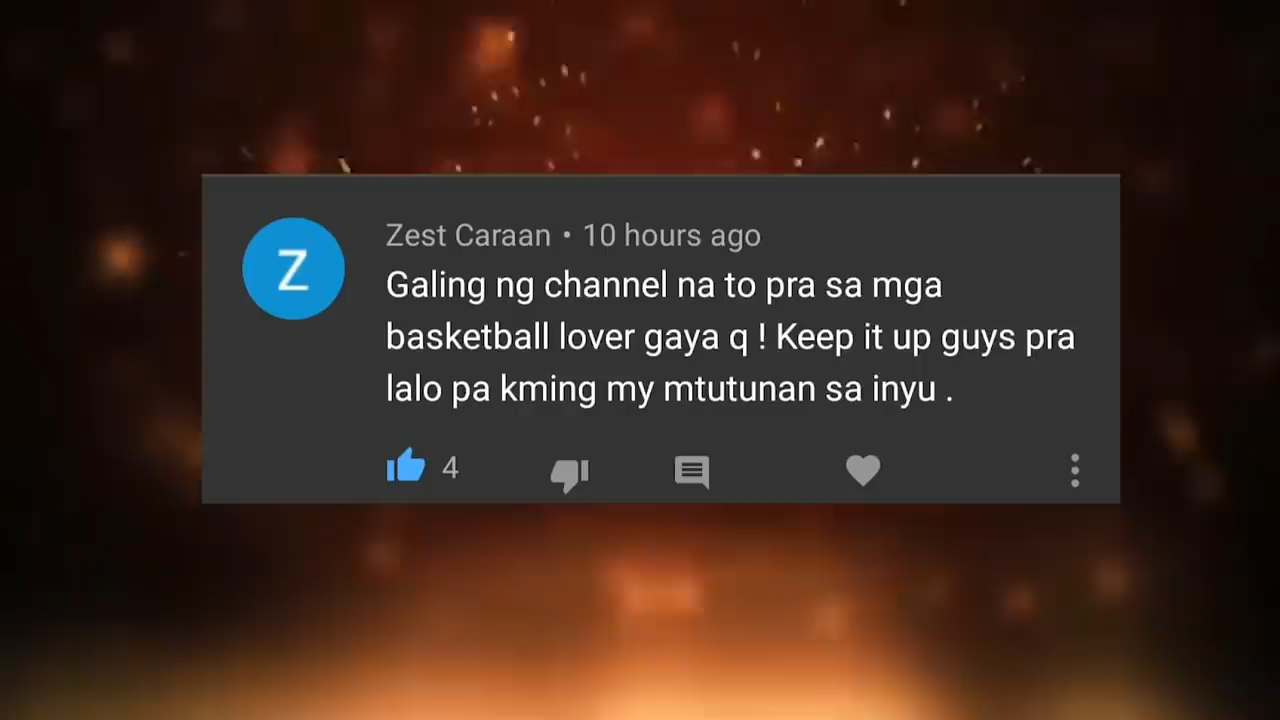 Z
Zest Caraan • 10 hours ago
Galing ng channel na to pra sa mga
basketball lover gaya q ! Keep it up guys pra
lalo pa kming my mtutunan sa inyu .
4